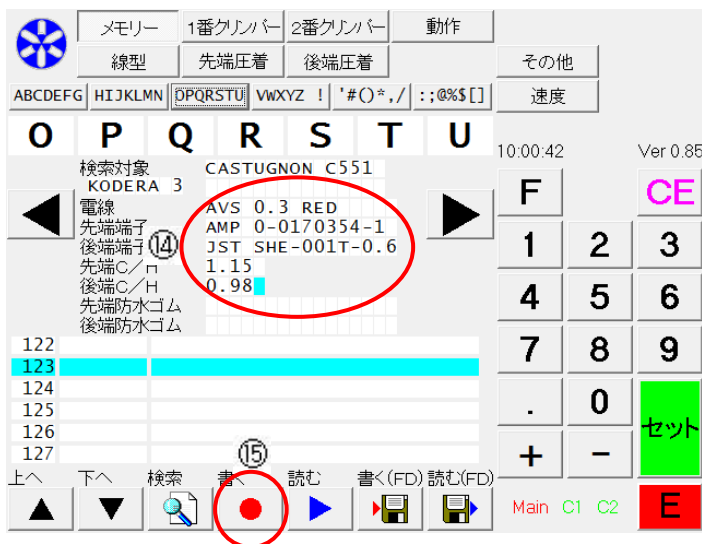 メモリー 1番クリンパー 2番クリンパー 動作
線型 先端圧着 後端圧着 その他
ABCDEFG HIJKLMN OPQRSTU VWXYZ ! '#()*,./ :;@%$[] 速度
O P Q R S T U
10:00:42 Ver 0.85
検索対象 CASTUGNON C551
KODERA 3
電線 AVS 0.3 RED
先端端子 AMP 0-0170354-1
後端端子 JST SHE-001T-0.6
⑭
先端C/H 1.15
後端C/H 0.98
先端防水ゴム
後端防水ゴム
122
123
124
125
126
127
⑮
上へ 下へ 検索 書く 読む 書く(FD) 読む(FD)
F CE
1 2 3
4 5 6
7 8 9
. 0 セット
+ −
Main C1 C2 E